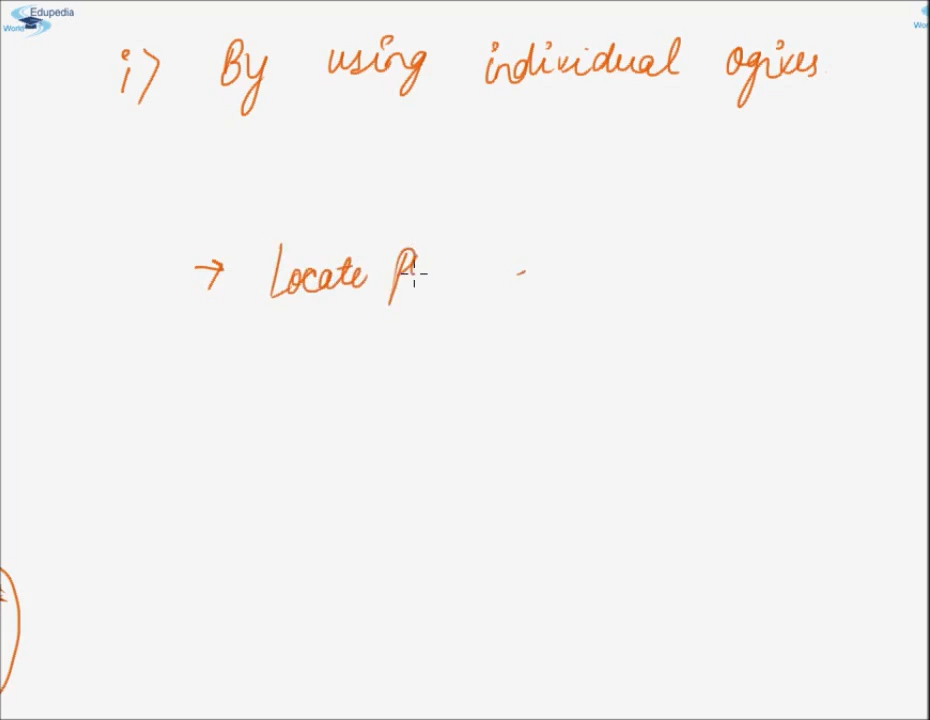 Edupedia
World
i) By using individual ogives
→ Locate